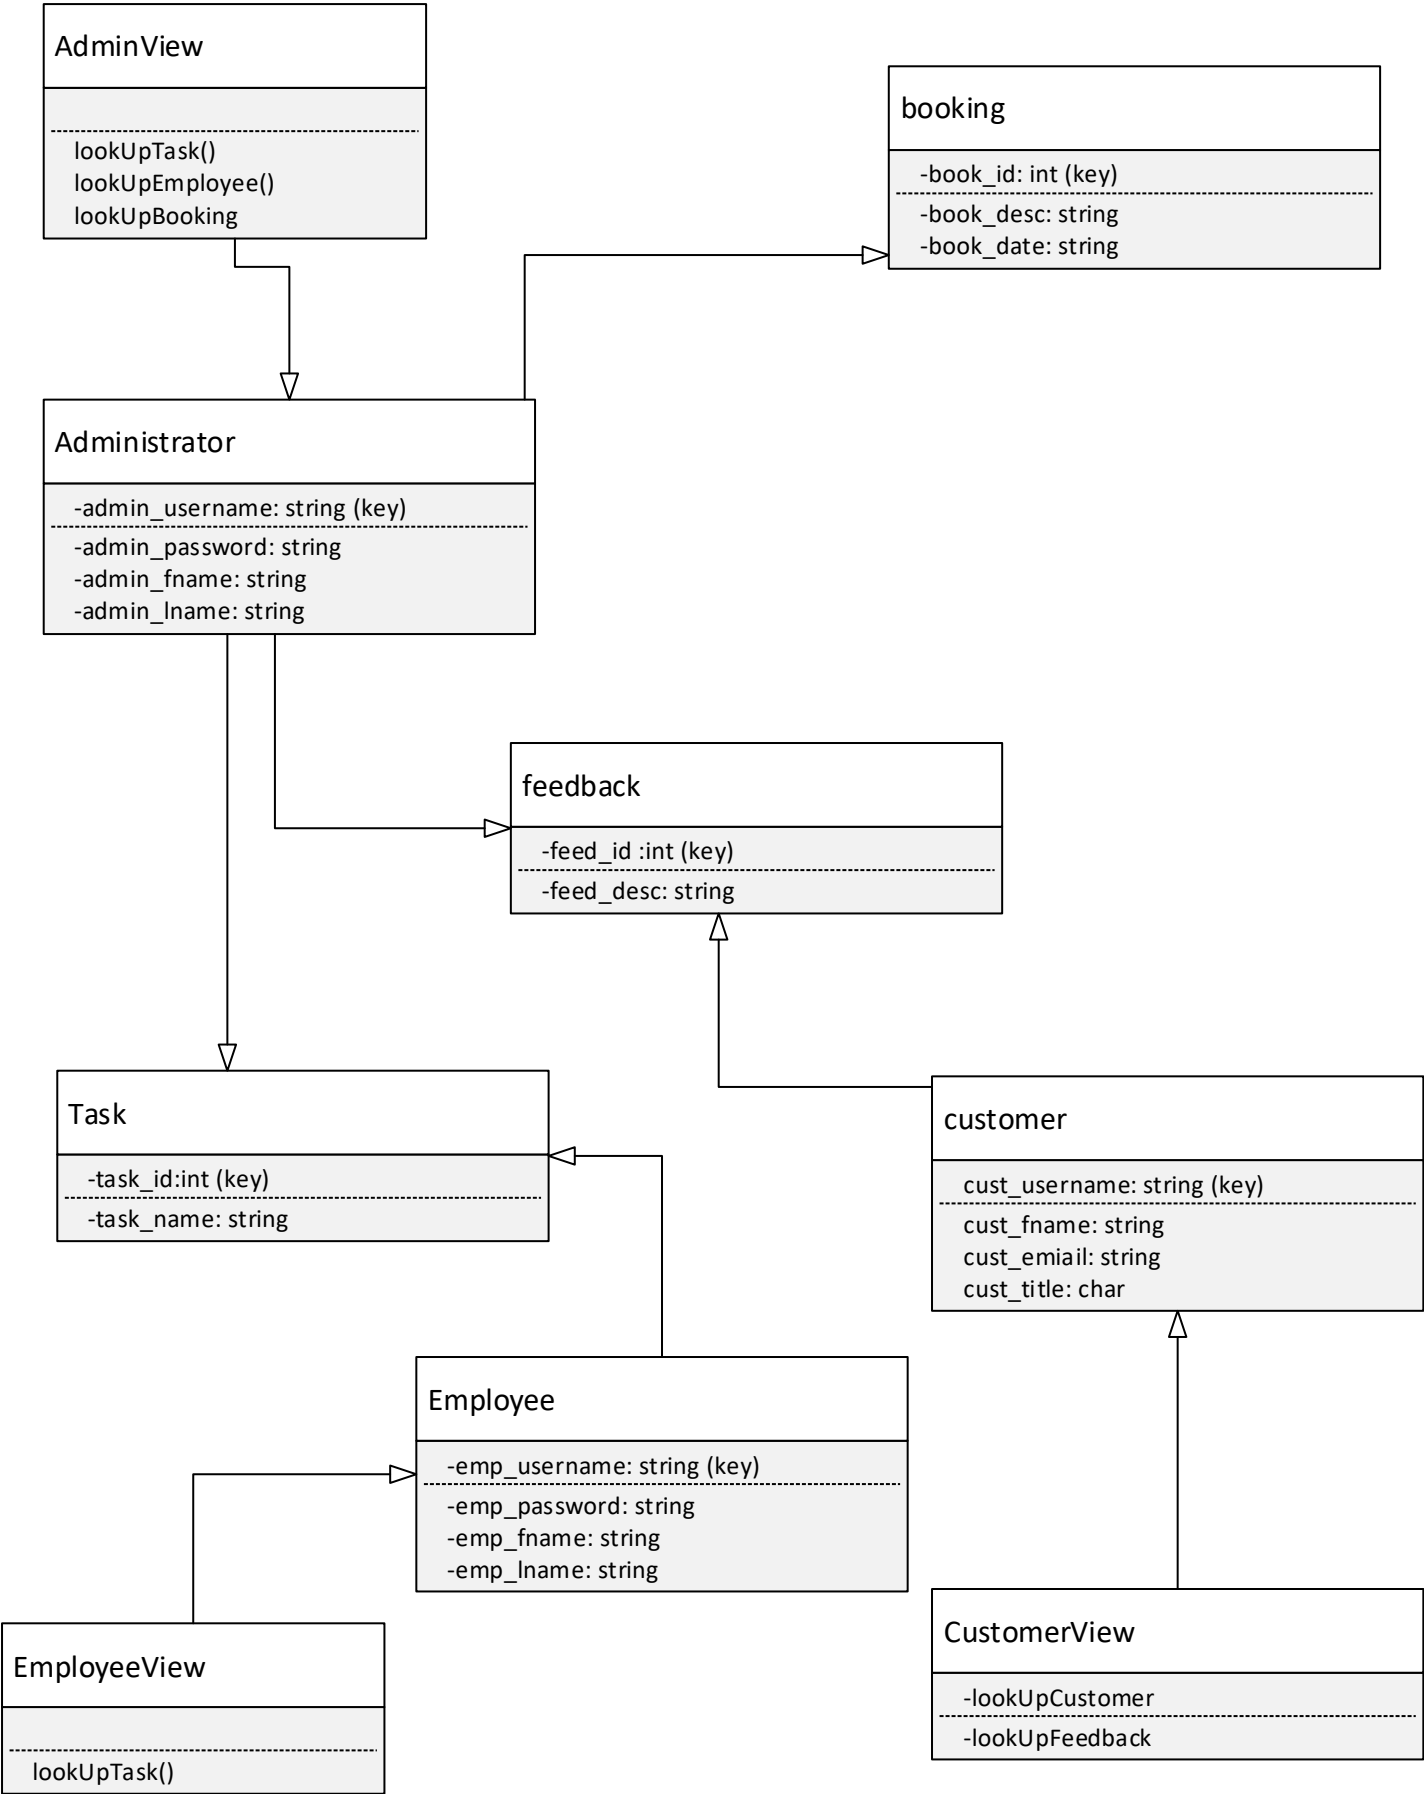 AdminView
lookUpTask()
lookUpEmployee()
lookUpBooking
booking
-book_id: int (key)
-book_desc: string
-book_date: string
Administrator
-admin_username: string (key)
-admin_password: string
-admin_fname: string
-admin_lname: string
feedback
-feed_id :int (key)
-feed_desc: string
Task
-task_id:int (key)
-task_name: string
customer
cust_username: string (key)
cust_fname: string
cust_emiail: string
cust_title: char
Employee
-emp_username: string (key)
-emp_password: string
-emp_fname: string
-emp_lname: string
EmployeeView
lookUpTask()
CustomerView
-lookUpCustomer
-lookUpFeedback